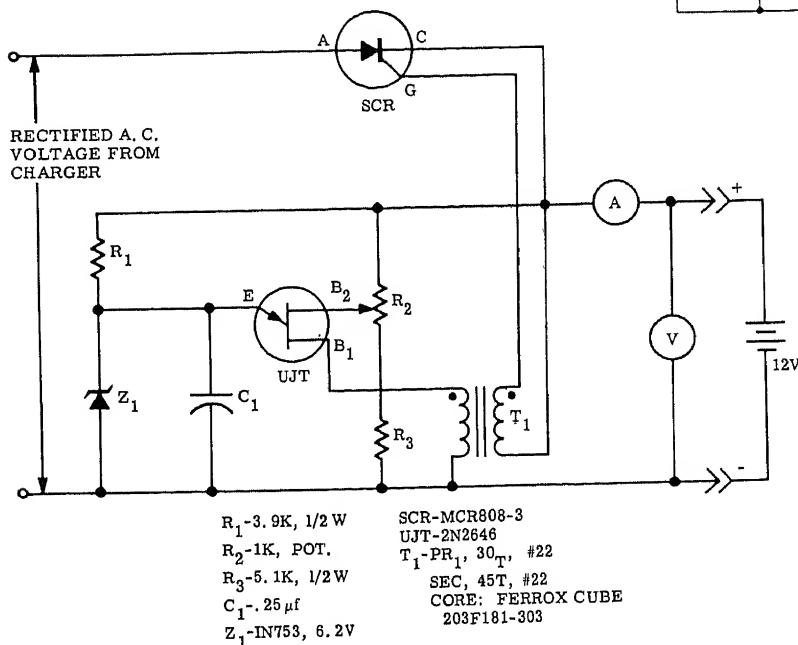 A
C
G
SCR
RECTIFIED A. C.
VOLTAGE FROM
CHARGER
A
+
R1
E
B2
R2
B1
UJT
V
12V
Z1
C1
T1
R3
-
R1-3.9K, 1/2 W
R2-1K, POT.
R3-5.1K, 1/2 W
C1-.25 µf
Z1-IN753, 6.2V
SCR-MCR808-3
UJT-2N2646
T1-PR1, 30T, #22
SEC, 45T, #22
CORE: FERROX CUBE
203F181-303